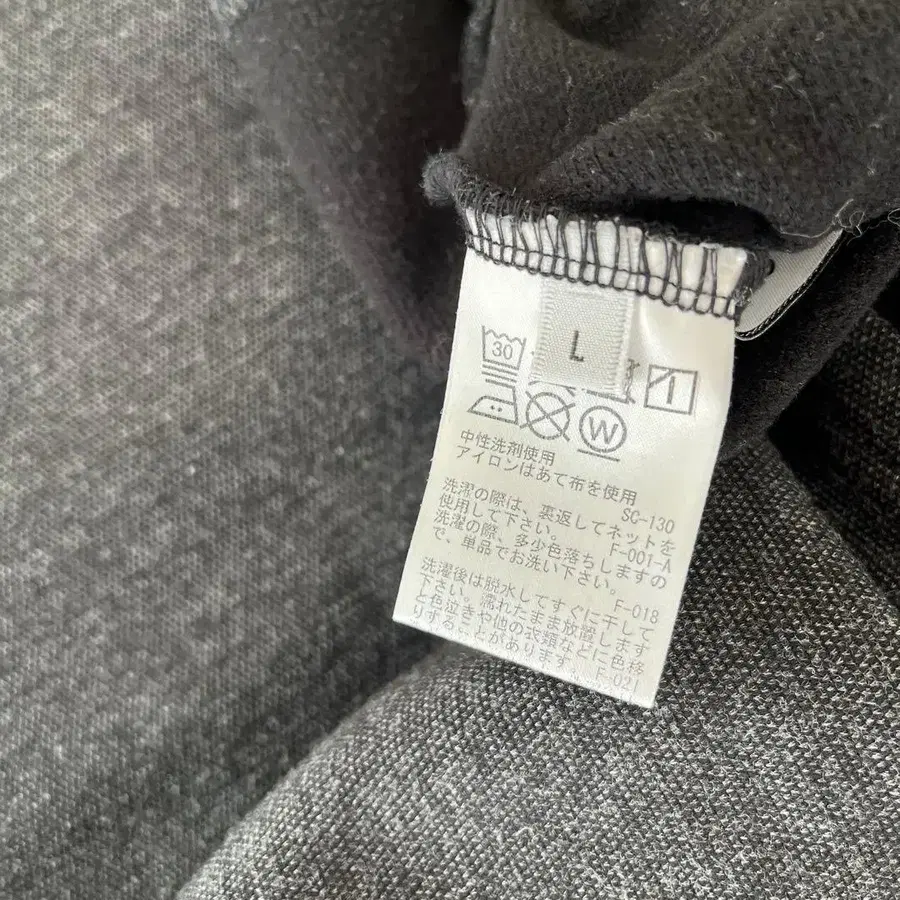 L
30
W
中性洗剤使用
アイロンはあて布を使用
SC-130
洗濯の際は、裏返してネットを
使用して下さい。 F-001-A
洗濯の際、多少色落ちしますの
で、単品でお洗い下さい。
F-018
洗濯後は脱水してすぐに干して
下さい。濡れたまま放置します
と色泣きや他の衣類などに色移
りすることがあります。 F-021